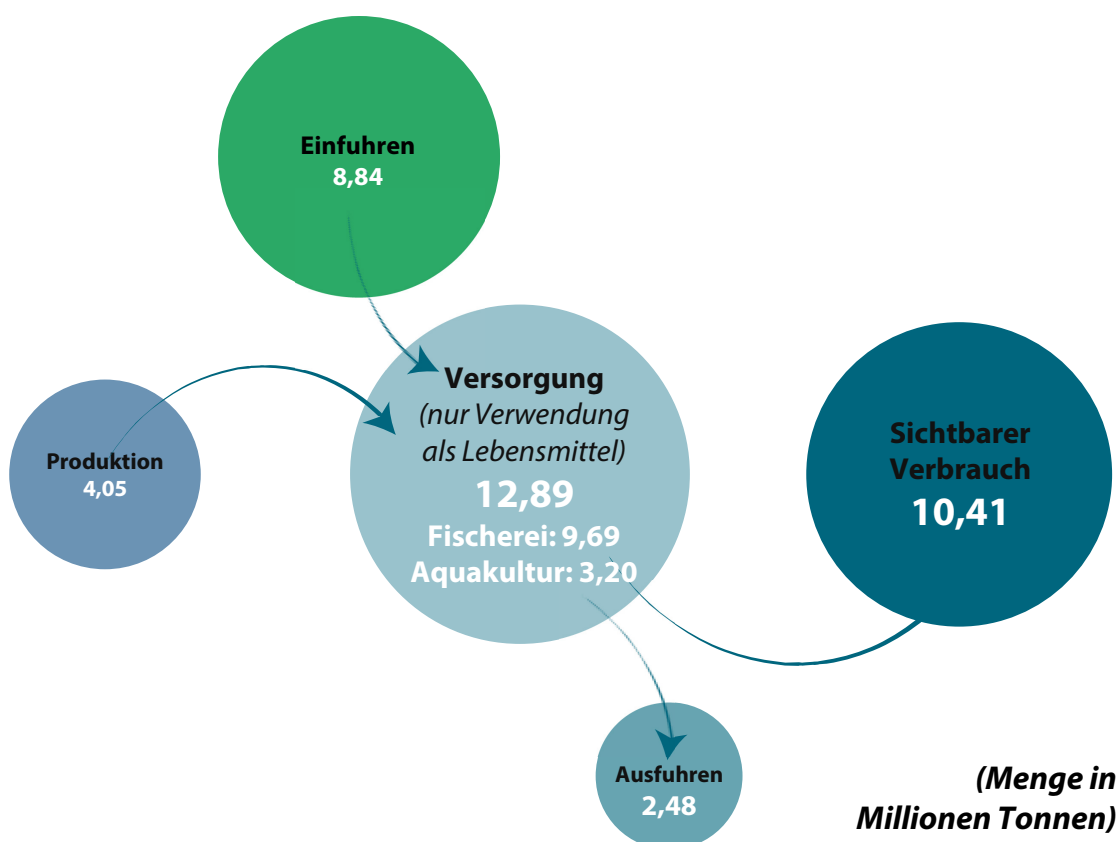 Einfuhren
8,84
Versorgung
(nur Verwendung
als Lebensmittel)
12,89
Fischerei: 9,69
Aquakultur: 3,20
Produktion
4,05
Sichtbarer
Verbrauch
10,41
Ausfuhren
2,48
(Menge in
Millionen Tonnen)